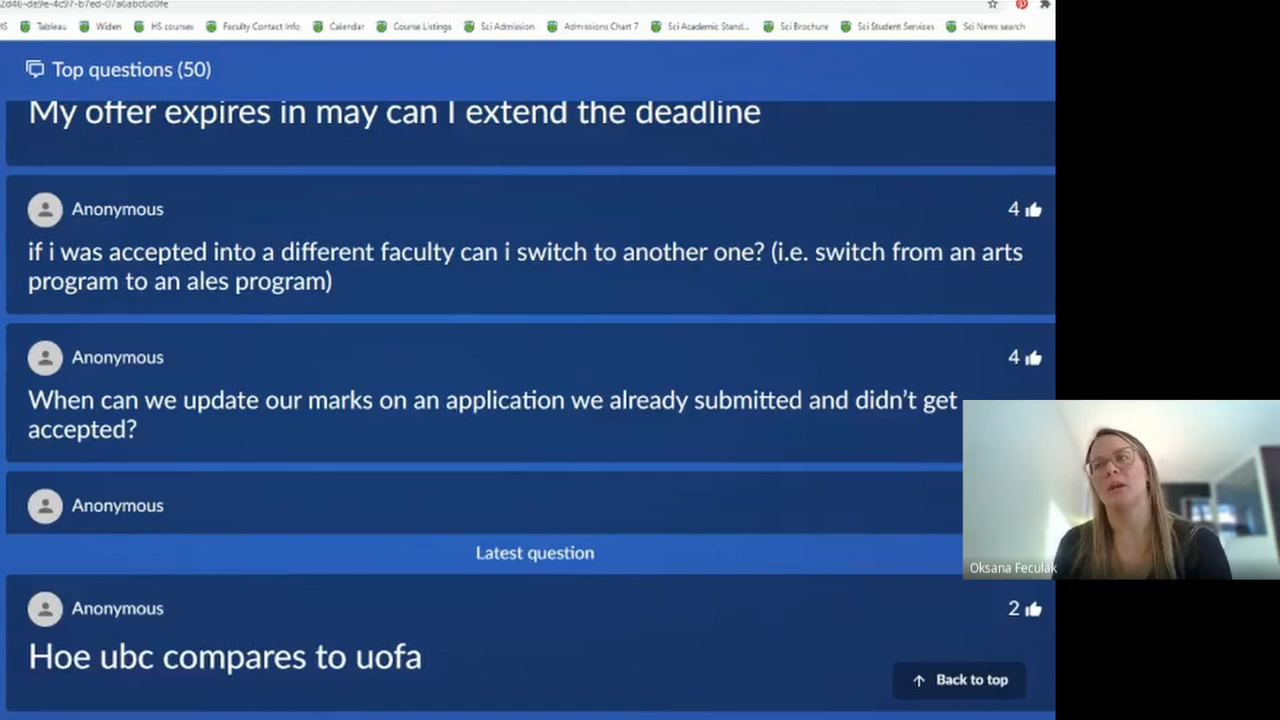 HS
Tableau
Widen
HS courses
Faculty Contact Info
Calendar
Course Listings
Sci Admission
Admissions Chart 7
Sci Academic Stand...
Sci Brochure
Sci Student Services
Sci News search
Top questions (50)
My offer expires in may can I extend the deadline
Anonymous
4
if i was accepted into a different faculty can i switch to another one? (i.e. switch from an arts
program to an ales program)
Anonymous
4
When can we update our marks on an application we already submitted and didn’t get
accepted?
Anonymous
Latest question
Anonymous
2
Hoe ubc compares to uofa
Back to top
Oksana Feculak